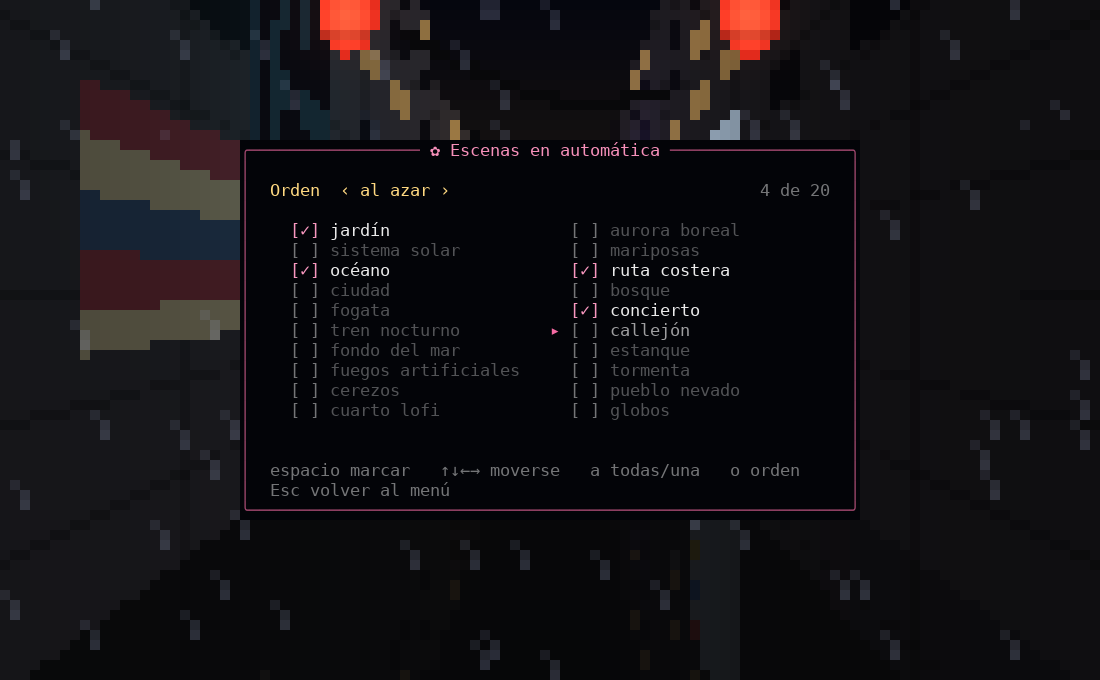 ✿ Escenas en automática
Orden ‹ al azar › 4 de 20
[✓] jardín [ ] aurora boreal
[ ] sistema solar [ ] mariposas
[✓] océano [✓] ruta costera
[ ] ciudad [ ] bosque
[ ] fogata [✓] concierto
[ ] tren nocturno ▸ [ ] callejón
[ ] fondo del mar [ ] estanque
[ ] fuegos artificiales [ ] tormenta
[ ] cerezos [ ] pueblo nevado
[ ] cuarto lofi [ ] globos
espacio marcar ↑↓←→ moverse a todas/una o orden
Esc volver al menú